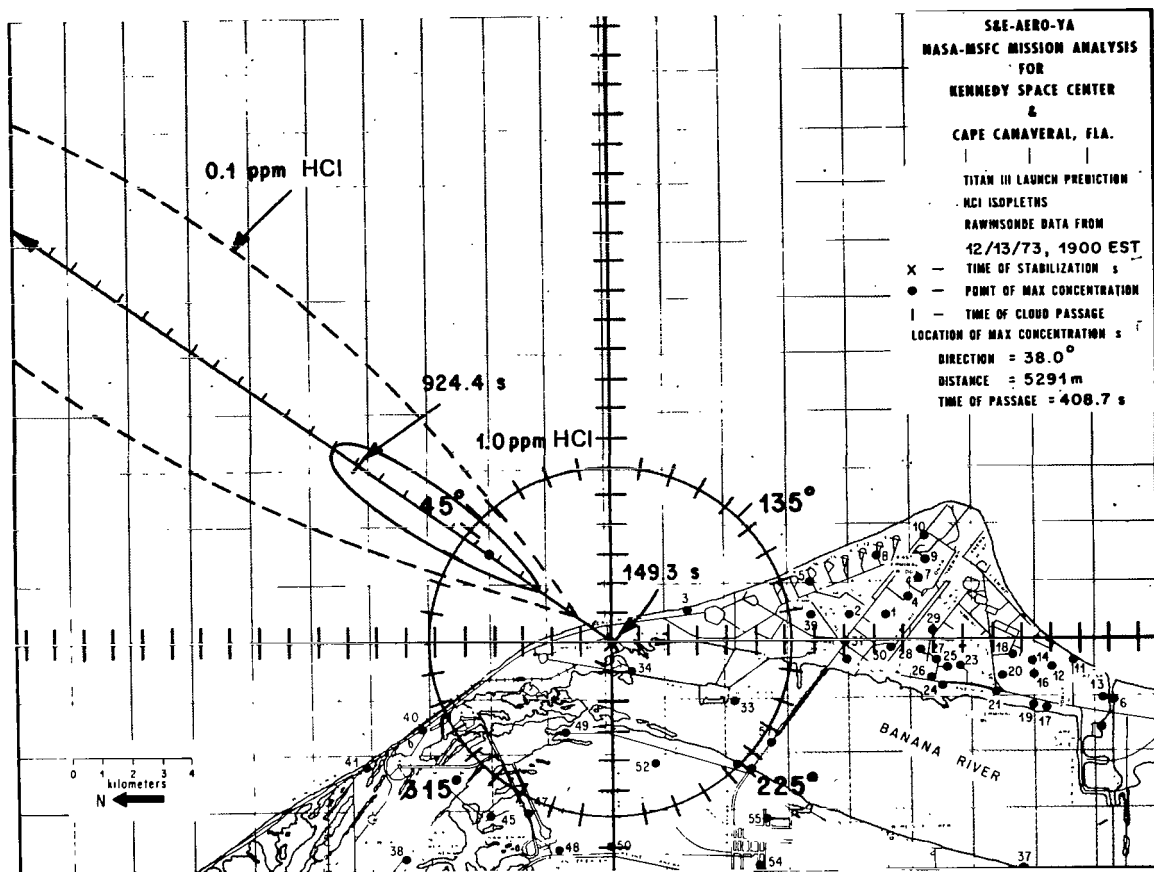 S&E-AERO-YA
NASA-MSFC MISSION ANALYSIS
FOR
KENNEDY SPACE CENTER
&
CAPE CANAVERAL, FLA.
TITAN III LAUNCH PREDICTION
HCl ISOPLETHS
RAWINSONDE DATA FROM
12/13/73, 1900 EST
X — TIME OF STABILIZATION s
● — POINT OF MAX CONCENTRATION
| — TIME OF CLOUD PASSAGE
LOCATION OF MAX CONCENTRATION s
DIRECTION = 38.0°
DISTANCE = 5291m
TIME OF PASSAGE = 408.7 s
0.1 ppm HCl
924.4 s
1.0 ppm HCl
45°
135°
149.3 s
315
225
BANANA RIVER
0 1 2 3 4
kilometers
N
10
9
8
7
5
4
3
39
2
1
29
31
30
28
27
25
23
26
24
18
14
20
16
12
11
21
19
17
13
6
34
33
40
49
41
52
45
47
55
38
48
50
54
37